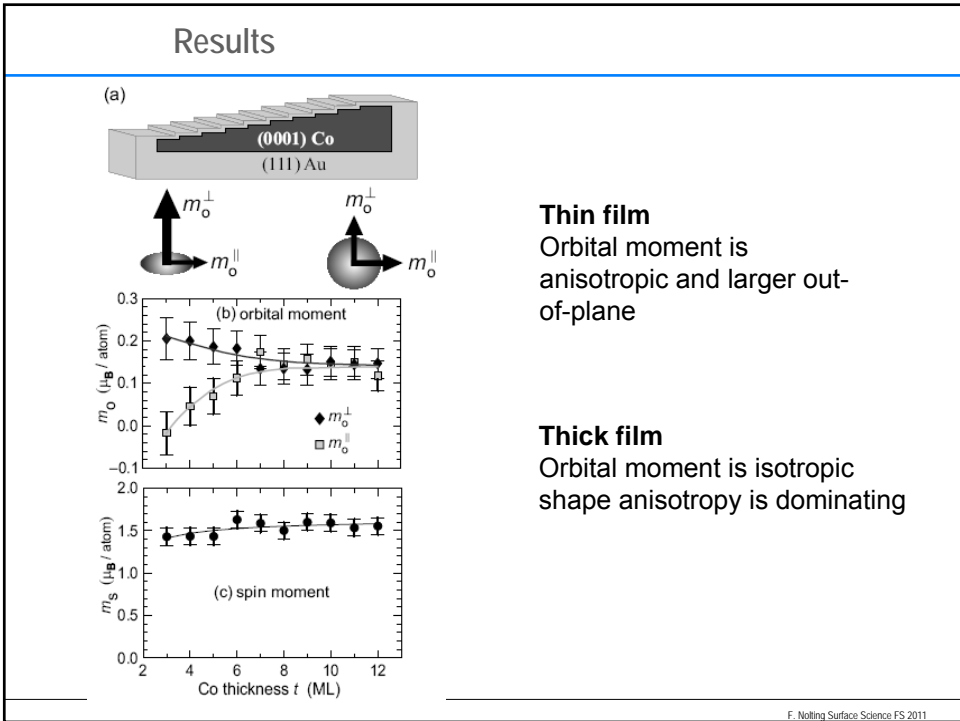 Results
(a)
(0001) Co
(111) Au
m_o^⊥
m_o^∥
m_o^⊥
m_o^∥
Thin film
Orbital moment is
anisotropic and larger out-
of-plane
0.3
0.2
0.1
0.0
–0.1
m_o (μ_B / atom)
(b) orbital moment
m_o^⊥
m_o^∥
Thick film
Orbital moment is isotropic
shape anisotropy is dominating
2.0
1.5
1.0
0.5
0.0
m_s (μ_B / atom)
(c) spin moment
2 4 6 8 10 12
Co thickness t (ML)
F. Nolting Surface Science FS 2011